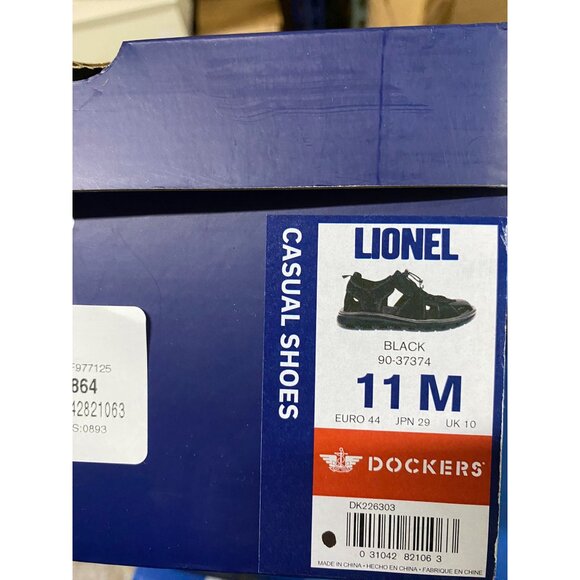 CASUAL SHOES
LIONEL
BLACK
90-37374
11 M
EURO 44 JPN 29 UK 10
DOCKERS
DK226303
0 31042 82106 3
MADE IN CHINA • HECHO EN CHINA • FABRIQUE EN CHINE
F977125
864
42821063
S:0893